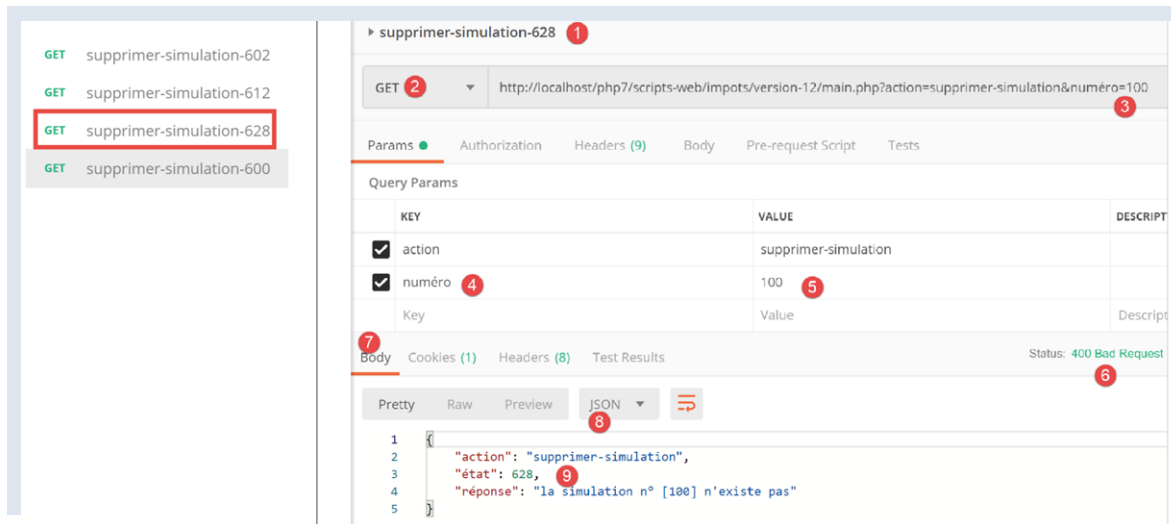 GET supprimer-simulation-602
GET supprimer-simulation-612
GET supprimer-simulation-628
GET supprimer-simulation-600
supprimer-simulation-628 1
GET 2 http://localhost/php7/scripts-web/impots/version-12/main.php?action=supprimer-simulation&numéro=100
3
Params Authorization Headers (9) Body Pre-request Script Tests
Query Params
KEY VALUE DESCRIPT
action supprimer-simulation
numéro 4 100 5
Key Value Descript
7
Body Cookies (1) Headers (8) Test Results Status: 400 Bad Request
6
Pretty Raw Preview JSON
8
1 {
2 "action": "supprimer-simulation",
3 "état": 628, 9
4 "réponse": "la simulation n° [100] n'existe pas"
5 }